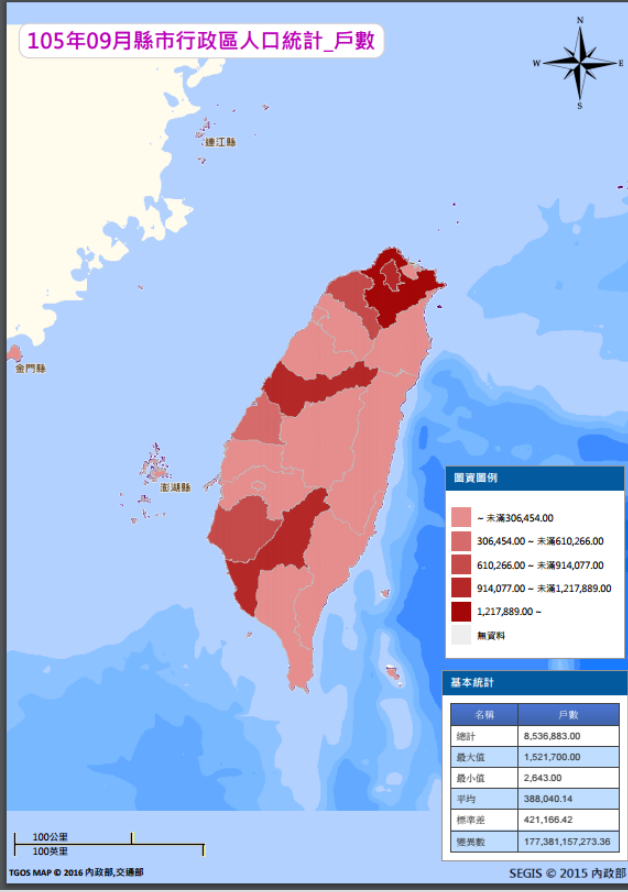 105年09月縣市行政區人口統計_戶數
N
W
E
S
連江縣
金門縣
澎湖縣
圖資圖例
~ 未滿306,454.00
306,454.00 ~ 未滿610,266.00
610,266.00 ~ 未滿914,077.00
914,077.00 ~ 未滿1,217,889.00
1,217,889.00 ~
無資料
基本統計
名稱 戶數
總計 8,536,883.00
最大值 1,521,700.00
最小值 2,643.00
平均 388,040.14
標準差 421,166.42
變異數 177,381,157,273.36
100公里
100英里
TGOS MAP © 2016 內政部,交通部
SEGIS © 2015 內政部